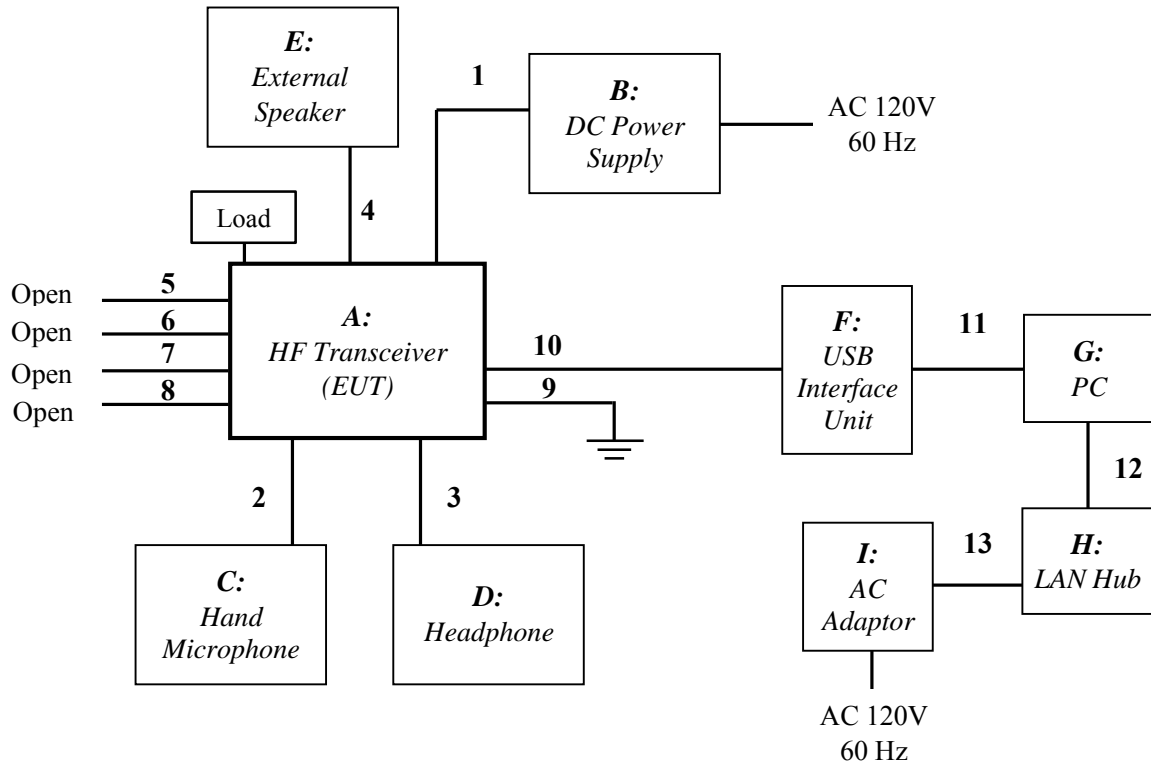 E:
External
Speaker
1
B:
DC Power
Supply
AC 120V
60 Hz
Load
4
Open
5
Open
6
Open
7
Open
8
A:
HF Transceiver
(EUT)
10
9
F:
USB
Interface
Unit
11
G:
PC
12
2
3
C:
Hand
Microphone
D:
Headphone
I:
AC
Adaptor
13
H:
LAN Hub
AC 120V
60 Hz